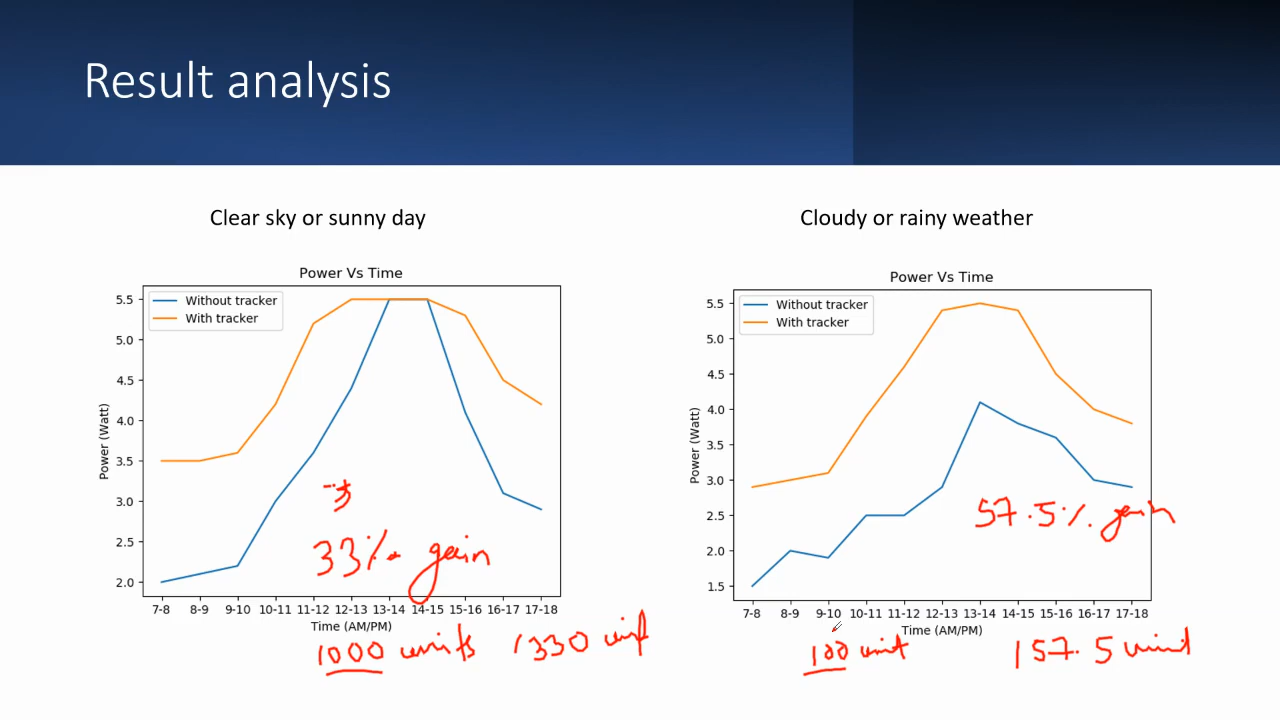 Result analysis
Clear sky or sunny day
Power Vs Time
Without tracker
With tracker
5.5
5.0
4.5
4.0
3.5
3.0
2.5
2.0
Power (Watt)
33% gain
7-8 8-9 9-10 10-11 11-12 12-13 13-14 14-15 15-16 16-17 17-18
Time (AM/PM)
1000 units 1330 unit
Cloudy or rainy weather
Power Vs Time
Without tracker
With tracker
5.5
5.0
4.5
4.0
3.5
3.0
2.5
2.0
1.5
Power (Watt)
57.5% gain
7-8 8-9 9-10 10-11 11-12 12-13 13-14 14-15 15-16 16-17 17-18
Time (AM/PM)
100 unit 157.5 unit